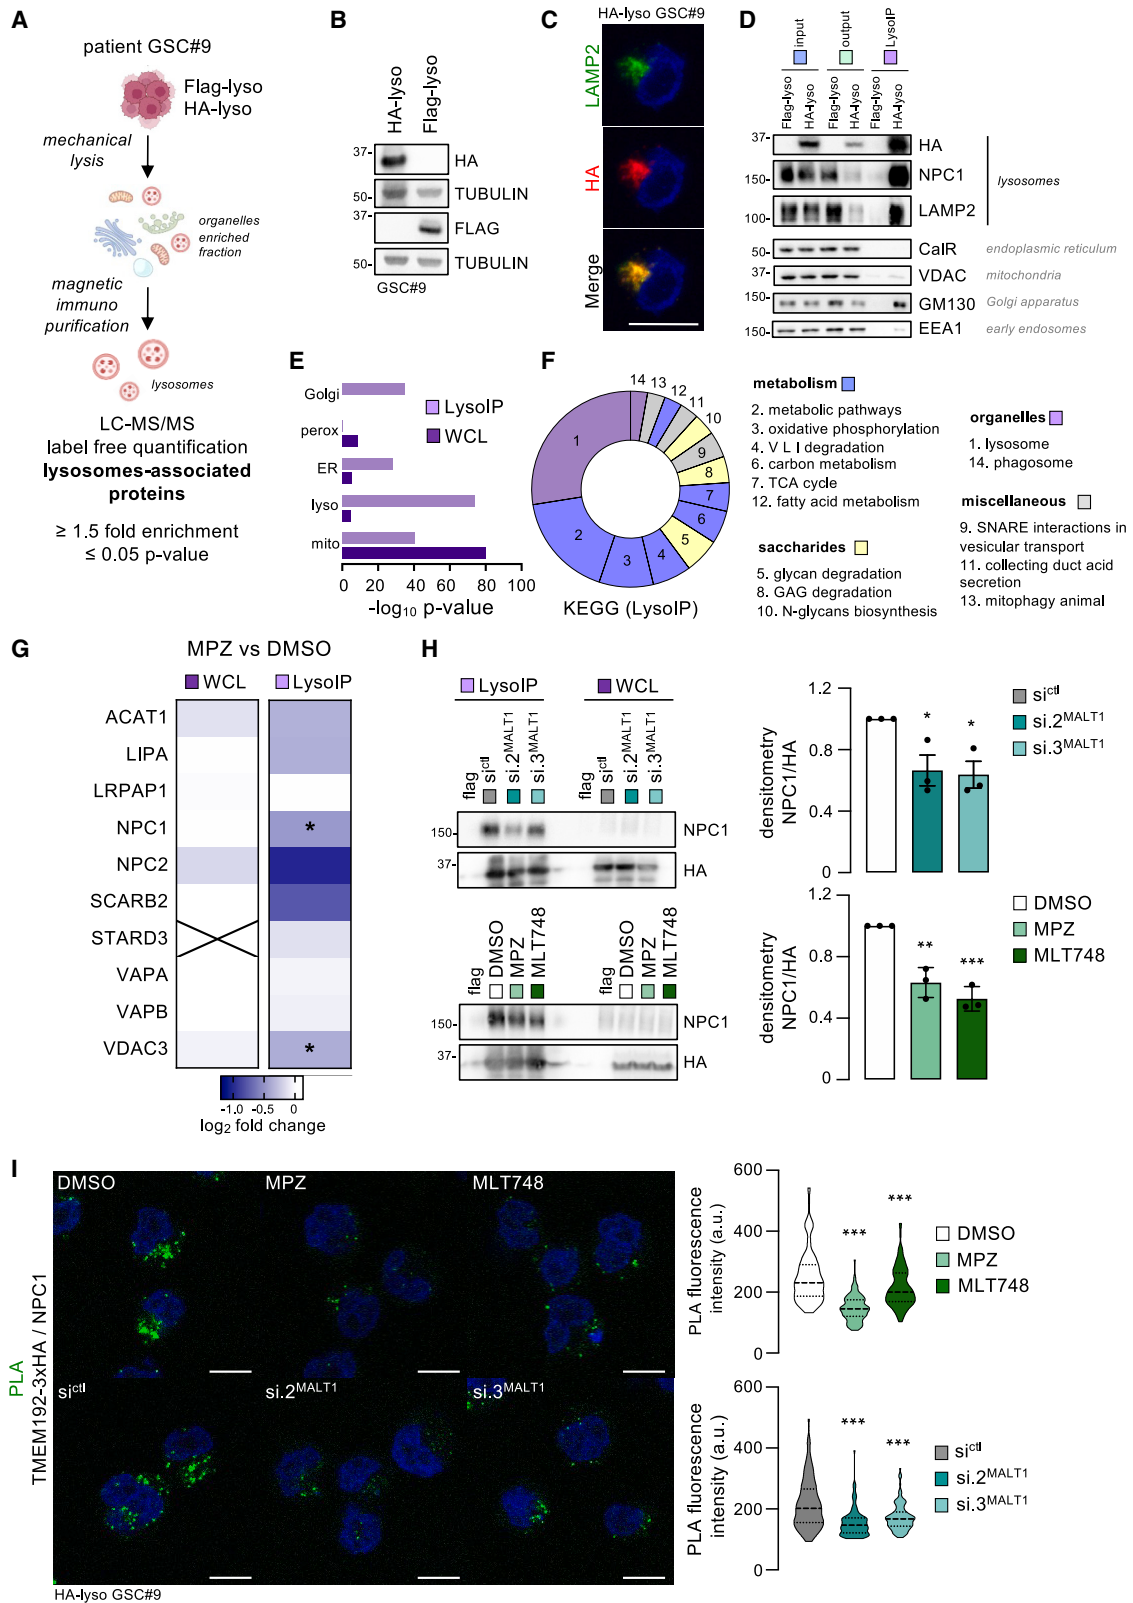 A
patient GSC#9
Flag-lyso
HA-lyso
mechanical
lysis
organelles
enriched
fraction
magnetic
immuno
purification
lysosomes
LC-MS/MS
label free quantification
lysosomes-associated
proteins
≥ 1.5 fold enrichment
≤ 0.05 p-value
B
HA-lyso
Flag-lyso
37-
HA
50-
TUBULIN
37-
FLAG
50-
TUBULIN
GSC#9
C
HA-lyso GSC#9
LAMP2
HA
Merge
D
input
output
LysoIP
Flag-lyso
HA-lyso
Flag-lyso
HA-lyso
Flag-lyso
HA-lyso
37-
HA
150-
NPC1
100-
LAMP2
lysosomes
50-
CalR
endoplasmic reticulum
37-
VDAC
mitochondria
150-
GM130
Golgi apparatus
150-
EEA1
early endosomes
E
Golgi
perox
ER
lyso
mito
LysoIP
WCL
0 20 40 60 80 100
-log10 p-value
F
1
2
3
4
5
6
7
8
9
10
11
12
13
14
KEGG (LysoIP)
metabolism
2. metabolic pathways
3. oxidative phosphorylation
4. V L I degradation
6. carbon metabolism
7. TCA cycle
12. fatty acid metabolism
saccharides
5. glycan degradation
8. GAG degradation
10. N-glycans biosynthesis
organelles
1. lysosome
14. phagosome
miscellaneous
9. SNARE interactions in
vesicular transport
11. collecting duct acid
secretion
13. mitophagy animal
G
MPZ vs DMSO
WCL
LysoIP
ACAT1
LIPA
LRPAP1
NPC1
*
NPC2
SCARB2
STARD3
VAPA
VAPB
VDAC3
*
-1.0 -0.5 0
log2 fold change
H
LysoIP
WCL
flag
sictl
si.2MALT1
si.3MALT1
flag
sictl
si.2MALT1
si.3MALT1
150-
NPC1
37-
HA
flag
DMSO
MPZ
MLT748
flag
DMSO
MPZ
MLT748
150-
NPC1
37-
HA
densitometry
NPC1/HA
1.2
0.9
0.6
0
*
*
sictl
si.2MALT1
si.3MALT1
densitometry
NPC1/HA
1.2
0.8
0.4
0
**
***
DMSO
MPZ
MLT748
I
PLA
TMEM192-3xHA / NPC1
DMSO
MPZ
MLT748
sictl
si.2MALT1
si.3MALT1
HA-lyso GSC#9
PLA fluorescence
intensity (a.u.)
600
400
200
0
***
***
DMSO
MPZ
MLT748
PLA fluorescence
intensity (a.u.)
600
400
200
0
***
***
sictl
si.2MALT1
si.3MALT1